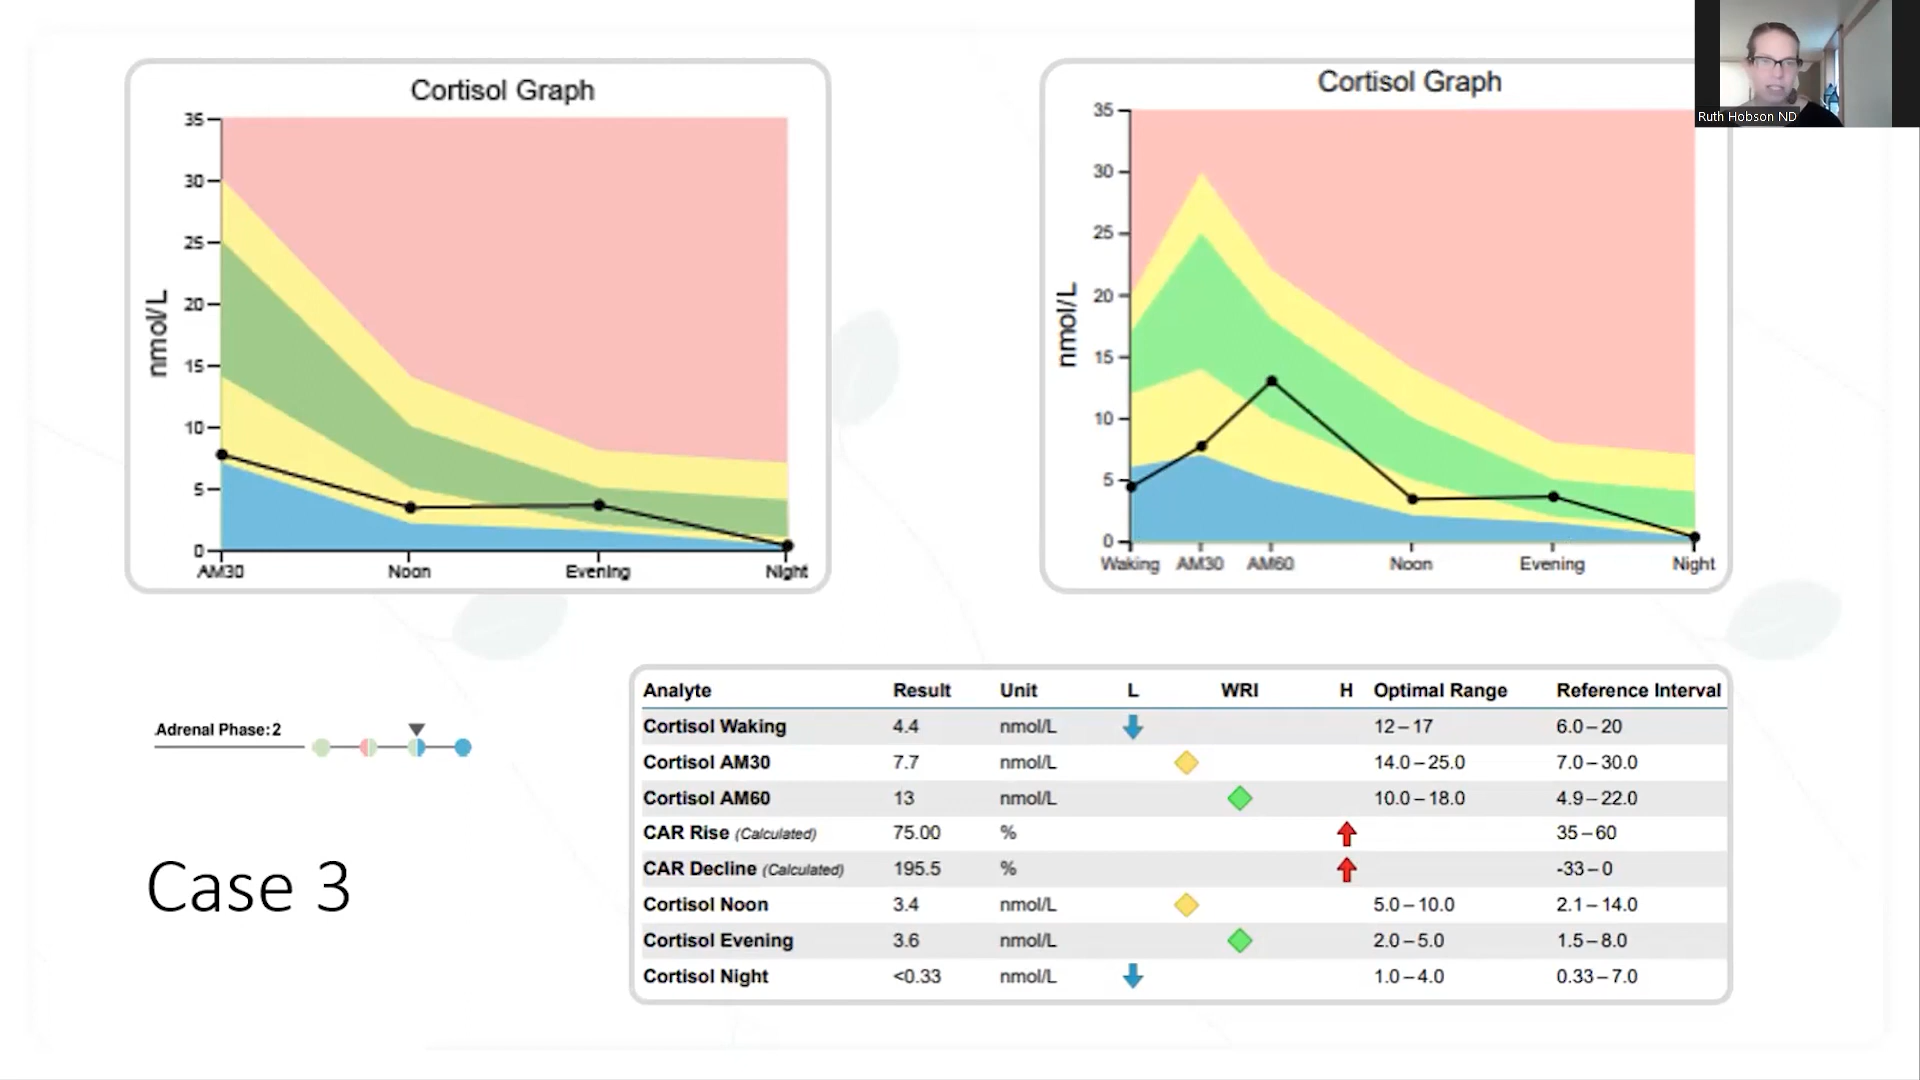 Cortisol Graph
35
30
25
20
15
10
5
0
nmol/L
AM30 Noon Evening Night
Cortisol Graph
35
30
25
20
15
10
5
0
nmol/L
Waking AM30 AM60 Noon Evening Night
Ruth Hobson ND
Adrenal Phase: 2
Case 3
Analyte Result Unit L WRI H Optimal Range Reference Interval
Cortisol Waking 4.4 nmol/L 12 – 17 6.0 – 20
Cortisol AM30 7.7 nmol/L 14.0 – 25.0 7.0 – 30.0
Cortisol AM60 13 nmol/L 10.0 – 18.0 4.9 – 22.0
CAR Rise (Calculated) 75.00 % 35 – 60
CAR Decline (Calculated) 195.5 % -33 – 0
Cortisol Noon 3.4 nmol/L 5.0 – 10.0 2.1 – 14.0
Cortisol Evening 3.6 nmol/L 2.0 – 5.0 1.5 – 8.0
Cortisol Night <0.33 nmol/L 1.0 – 4.0 0.33 – 7.0